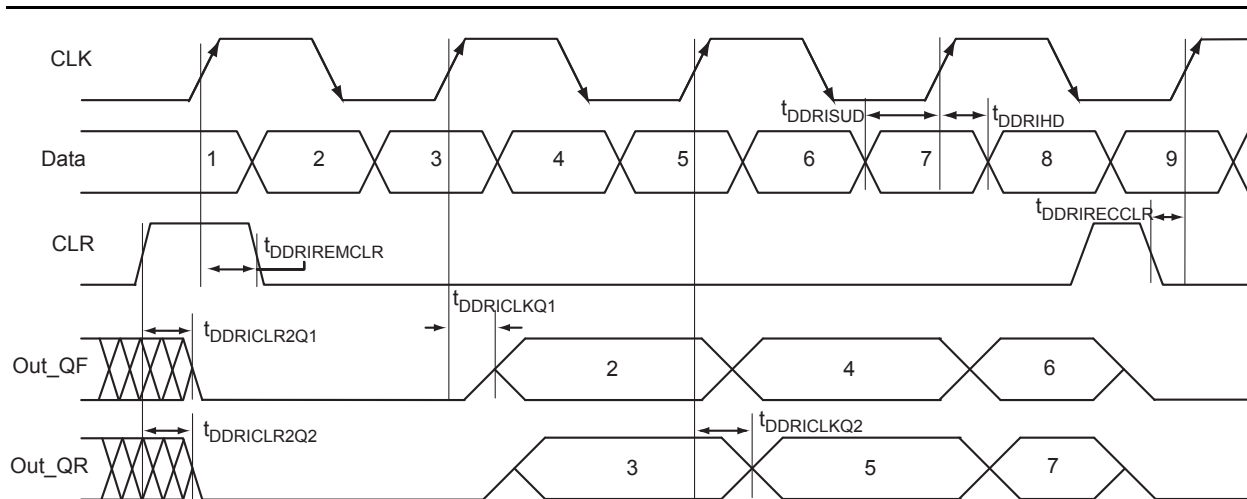 CLK
tDDRISUD
tDDRIHD
Data
1 2 3 4 5 6 7 8 9
tDDRIRECCLR
CLR
tDDRIREMCLR
tDDRICLKQ1
tDDRICLR2Q1
Out_QF
2 4 6
tDDRICLR2Q2
tDDRICLKQ2
Out_QR
3 5 7